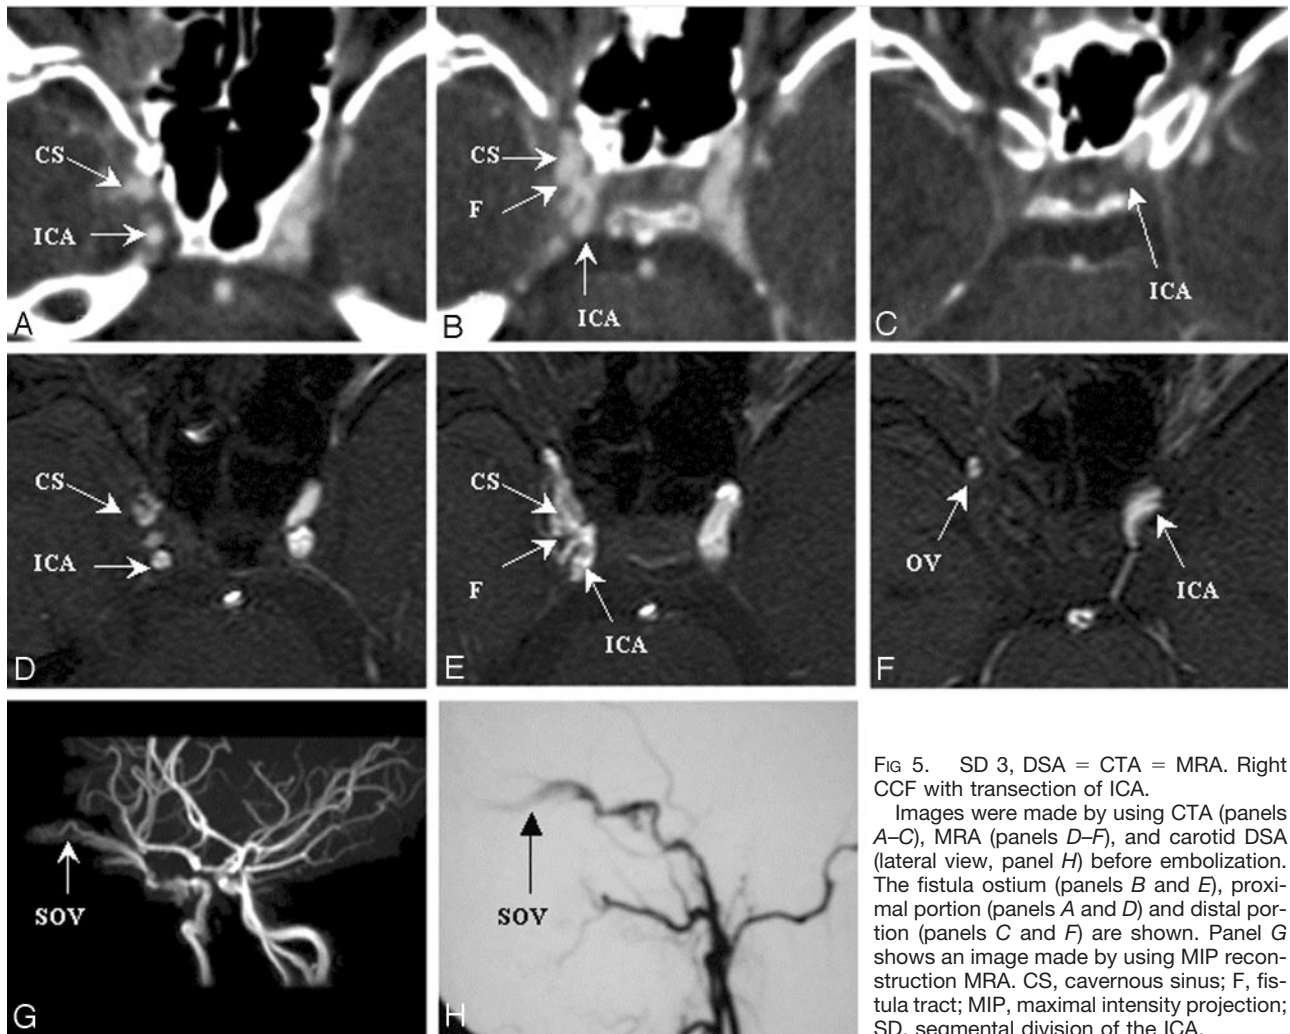 CS
ICA
A
CS
F
ICA
B
ICA
C
CS
ICA
D
CS
F
ICA
E
OV
ICA
F
SOV
G
SOV
H
FIG 5. SD 3, DSA = CTA = MRA. Right
CCF with transection of ICA.
Images were made by using CTA (panels
A–C), MRA (panels D–F), and carotid DSA
(lateral view, panel H) before embolization.
The fistula ostium (panels B and E), proxi-
mal portion (panels A and D) and distal por-
tion (panels C and F) are shown. Panel G
shows an image made by using MIP recon-
struction MRA. CS, cavernous sinus; F, fis-
tula tract; MIP, maximal intensity projection;
SD, segmental division of the ICA.